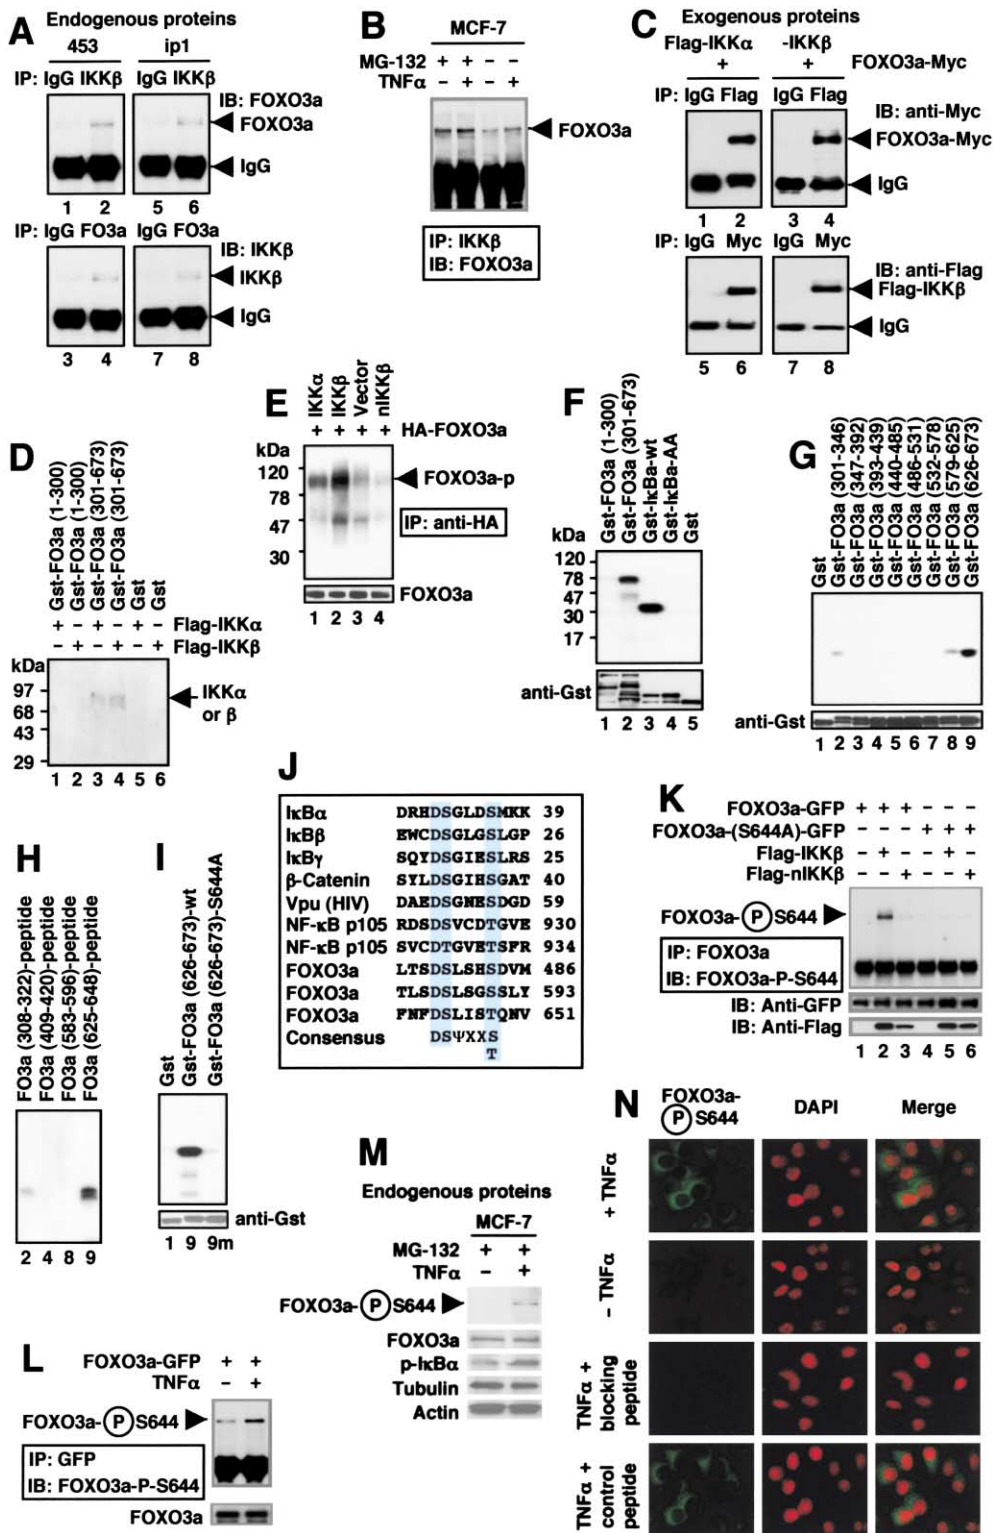 A
Endogenous proteins
453 ip1
IP: IgG IKKβ IgG IKKβ
IB: FOXO3a
FOXO3a
IgG
1 2 5 6
IP: IgG FO3a IgG FO3a
IB: IKKβ
IKKβ
IgG
3 4 7 8
B
MCF-7
MG-132 + + - -
TNFα - + - +
FOXO3a
IP: IKKβ
IB: FOXO3a
C
Exogenous proteins
Flag-IKKα -IKKβ
+ + FOXO3a-Myc
IP: IgG Flag IgG Flag
IB: anti-Myc
FOXO3a-Myc
IgG
1 2 3 4
IP: IgG Myc IgG Myc
IB: anti-Flag
Flag-IKKβ
IgG
5 6 7 8
D
Gst-FO3a (1-300)
Gst-FO3a (1-300)
Gst-FO3a (301-673)
Gst-FO3a (301-673)
Gst
Gst
+ - + - + - Flag-IKKα
- + - + - + Flag-IKKβ
kDa
97
68
43
29
IKKα
or β
1 2 3 4 5 6
E
IKKα
IKKβ
Vector
nIKKβ
+ + + + HA-FOXO3a
kDa
120
78
47
30
FOXO3a-p
IP: anti-HA
FOXO3a
1 2 3 4
F
Gst-FO3a (1-300)
Gst-FO3a (301-673)
Gst-IκBa-wt
Gst-IκBa-AA
Gst
kDa
120
78
47
30
17
anti-Gst
1 2 3 4 5
G
Gst
Gst-FO3a (301-346)
Gst-FO3a (347-392)
Gst-FO3a (393-439)
Gst-FO3a (440-485)
Gst-FO3a (486-531)
Gst-FO3a (532-578)
Gst-FO3a (579-625)
Gst-FO3a (626-673)
anti-Gst
1 2 3 4 5 6 7 8 9
H
FO3a (308-322)-peptide
FO3a (409-420)-peptide
FO3a (583-596)-peptide
FO3a (625-648)-peptide
2 4 8 9
I
Gst
Gst-FO3a (626-673)-wt
Gst-FO3a (626-673)-S644A
anti-Gst
1 9 9m
J
IκBα DRHDSGLDSMKK 39
IκBβ EWCDSGLGSLGP 26
IκBγ SQYDSGIESLRS 25
β-Catenin SYLDSGIHSGAT 40
Vpu (HIV) DAEDSGNESDGD 59
NF-κB p105 RDSDSVCDTGVE 930
NF-κB p105 SVCDTGVETSFR 934
FOXO3a LTSDSLSHSDVM 486
FOXO3a TLSDSLSGSSLY 593
FOXO3a FNFDSLISTQNV 651
Consensus DSΨXXS
T
K
FOXO3a-GFP + + + - - -
FOXO3a-(S644A)-GFP - - - + + +
Flag-IKKβ - + - - + -
Flag-nIKKβ - - + - - +
FOXO3a-P S644
IP: FOXO3a
IB: FOXO3a-P-S644
IB: Anti-GFP
IB: Anti-Flag
1 2 3 4 5 6
L
FOXO3a-GFP + +
TNFα - +
FOXO3a-P S644
IP: GFP
IB: FOXO3a-P-S644
FOXO3a
M
Endogenous proteins
MCF-7
MG-132 + +
TNFα - +
FOXO3a-P S644
FOXO3a
p-IκBα
Tubulin
Actin
N
FOXO3a-
P S644
DAPI Merge
+ TNFα
- TNFα
TNFα +
blocking
peptide
TNFα +
control
peptide